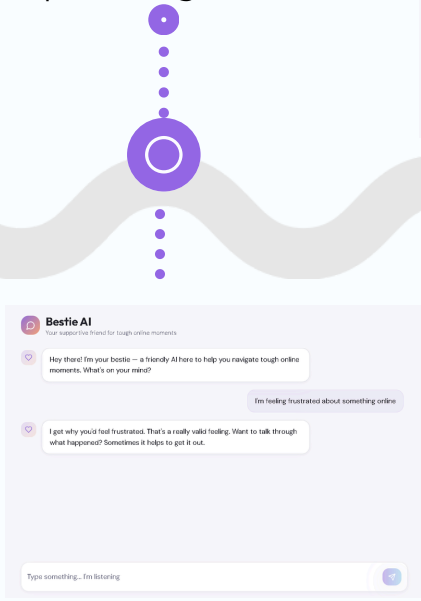 Bestie AI
Your supportive friend for tough online moments
Hey there! I'm your bestie — a friendly AI here to help you navigate tough online
moments. What's on your mind?
I'm feeling frustrated about something online
I get why you'd feel frustrated. That's a really valid feeling. Want to talk through
what happened? Sometimes it helps to get it out.
Type something... I'm listening